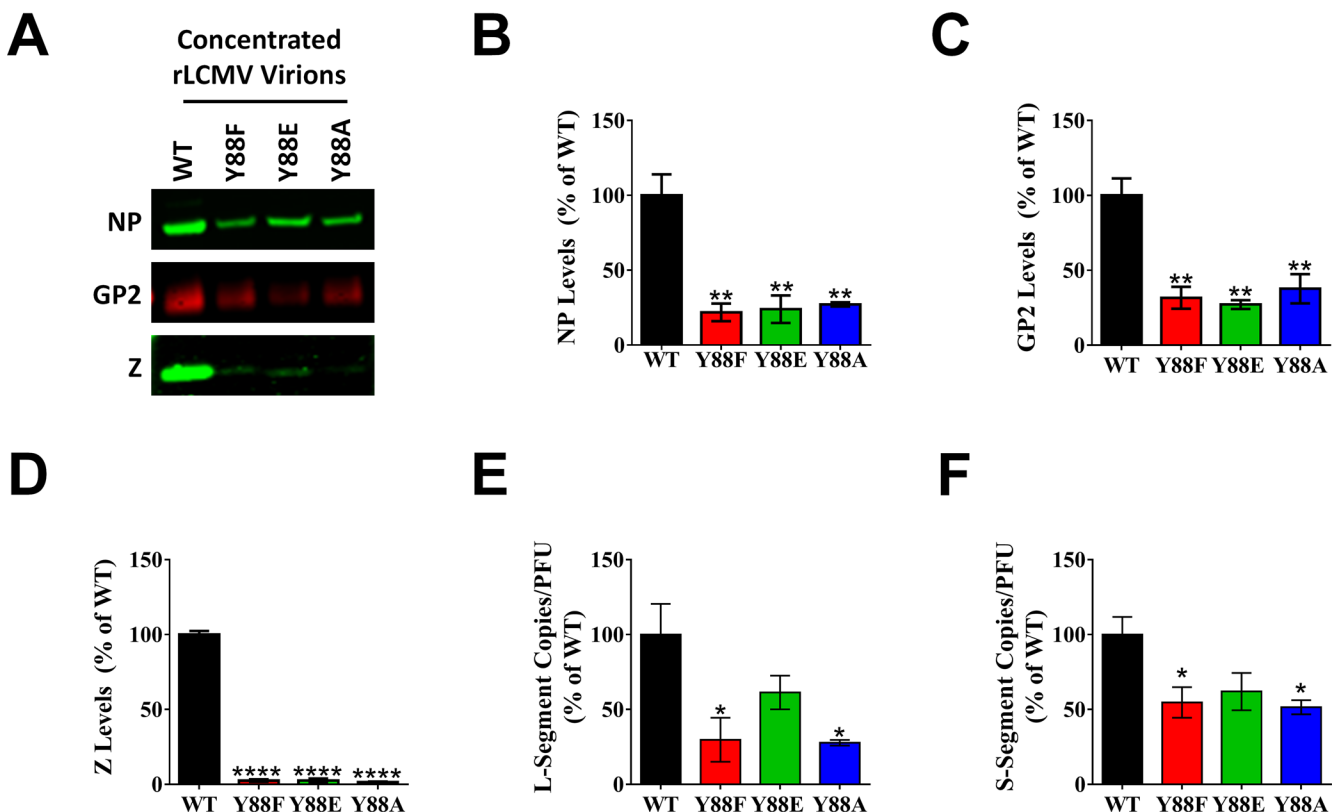 A
Concentrated
rLCMV Virions
WT
Y88F
Y88E
Y88A
NP
GP2
Z
B
NP Levels (% of WT)
150
100
50
0
**
**
**
WT
Y88F
Y88E
Y88A
C
GP2 Levels (% of WT)
150
100
50
0
**
**
**
WT
Y88F
Y88E
Y88A
D
Z Levels (% of WT)
150
100
50
0
****
****
****
WT
Y88F
Y88E
Y88A
E
L-Segment Copies/PFU
(% of WT)
150
100
50
0
*
*
WT
Y88F
Y88E
Y88A
F
S-Segment Copies/PFU
(% of WT)
150
100
50
0
*
*
WT
Y88F
Y88E
Y88A